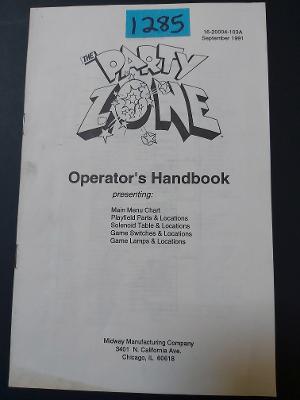 1285
16-20004-103A
September 1991
THE
PARTY
ZONE
Operator's Handbook
presenting:
Main Menu Chart
Playfield Parts & Locations
Solenoid Table & Locations
Game Switches & Locations
Game Lamps & Locations
Midway Manufacturing Company
3401 N. California Ave.
Chicago, IL 60618